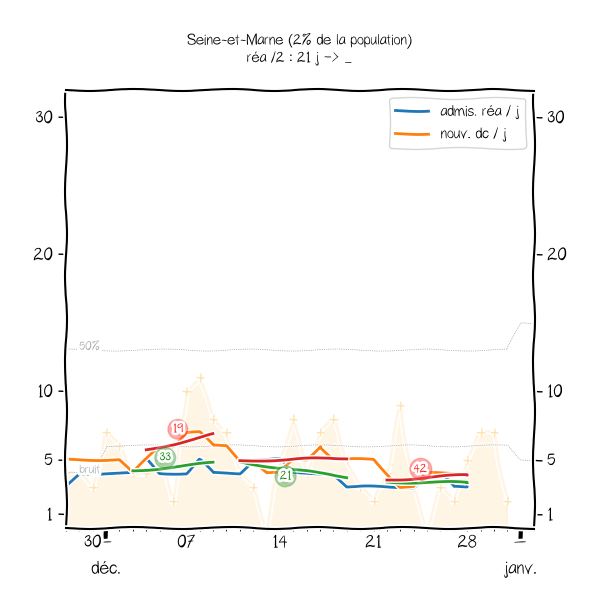 Seine-et-Marne (2% de la population)
réa /2 : 21 j -> _
admis. réa / j
nouv. dc / j
30
30
20
20
50%
10
10
19
33
5
5
bruit
42
21
1
1
30
07
14
21
28
déc.
janv.